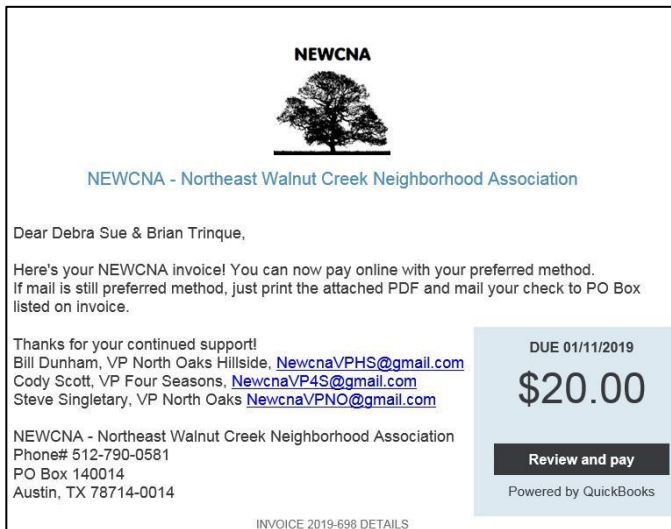 NEWCNA
NEWCNA - Northeast Walnut Creek Neighborhood Association
Dear Debra Sue & Brian Trinque,
Here's your NEWCNA invoice! You can now pay online with your preferred method.
If mail is still preferred method, just print the attached PDF and mail your check to PO Box
listed on invoice.
Thanks for your continued support!
Bill Dunham, VP North Oaks Hillside, NewcnaVPHS@gmail.com
Cody Scott, VP Four Seasons, NewcnaVP4S@gmail.com
Steve Singletary, VP North Oaks NewcnaVPNO@gmail.com
NEWCNA - Northeast Walnut Creek Neighborhood Association
Phone# 512-790-0581
PO Box 140014
Austin, TX 78714-0014
DUE 01/11/2019
$20.00
Review and pay
Powered by QuickBooks
INVOICE 2019-698 DETAILS